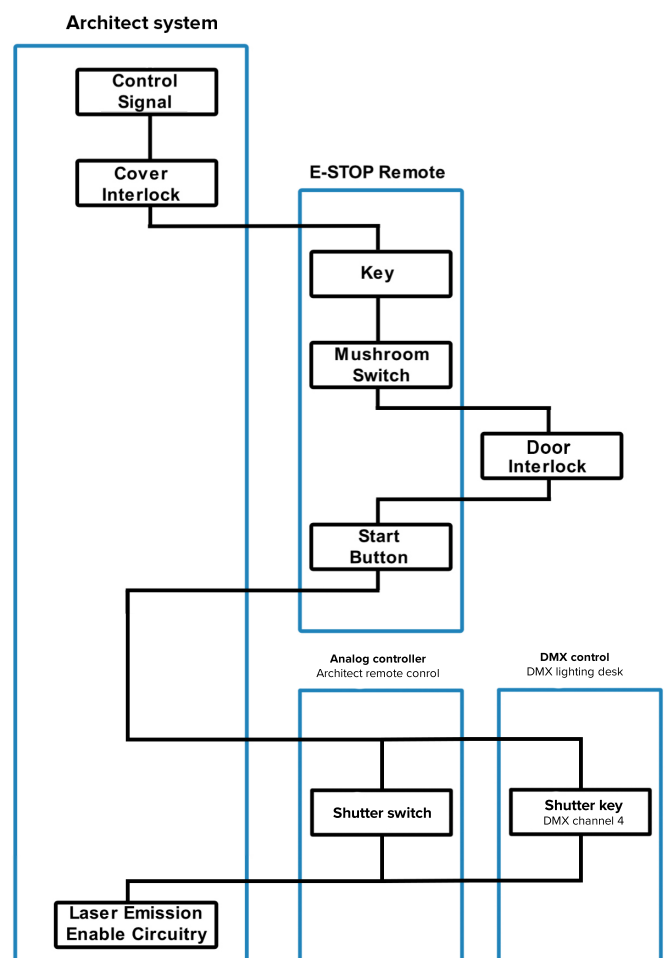 Architect system
Control
Signal
Cover
Interlock
E-STOP Remote
Key
Mushroom
Switch
Door
Interlock
Start
Button
Analog controller
Architect remote conrol
DMX control
DMX lighting desk
Shutter switch
Shutter key
DMX channel 4
Laser Emission
Enable Circuitry